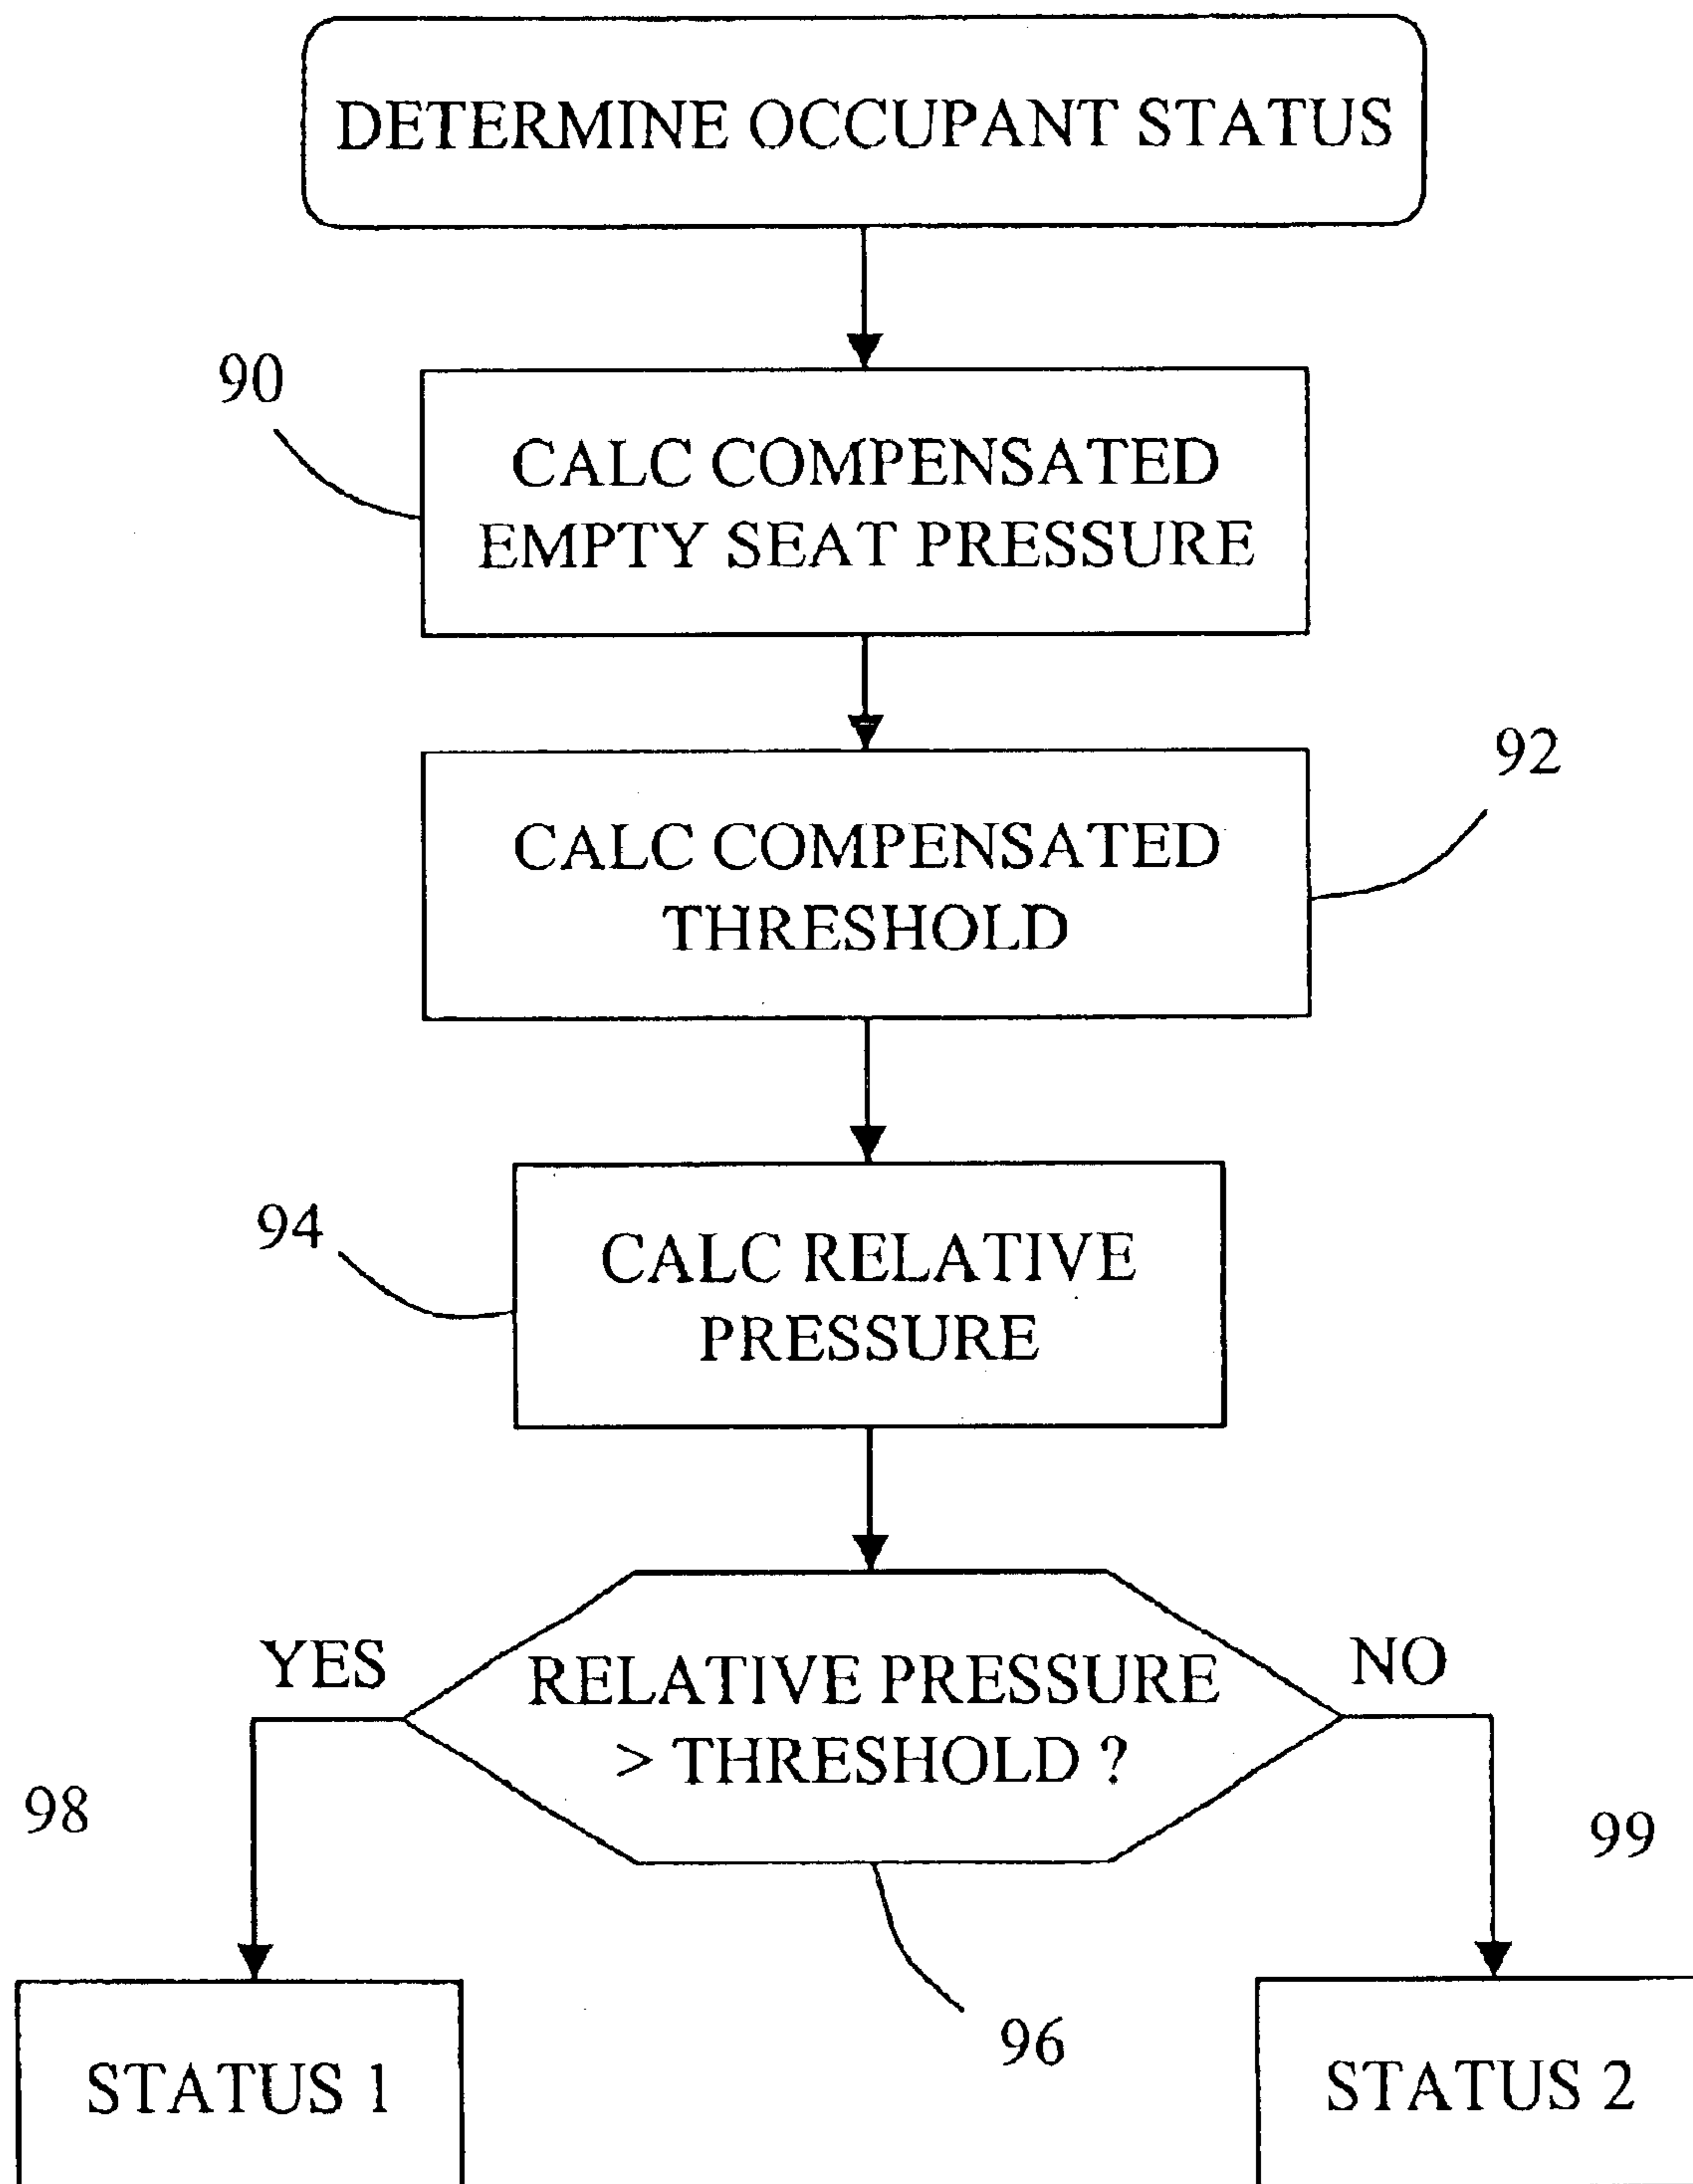 DETERMINE OCCUPANT STATUS
90
CALC COMPENSATED
EMPTY SEAT PRESSURE
92
CALC COMPENSATED
THRESHOLD
94
CALC RELATIVE
PRESSURE
YES
RELATIVE PRESSURE
> THRESHOLD ?
NO
98
99
96
STATUS 1
STATUS 2